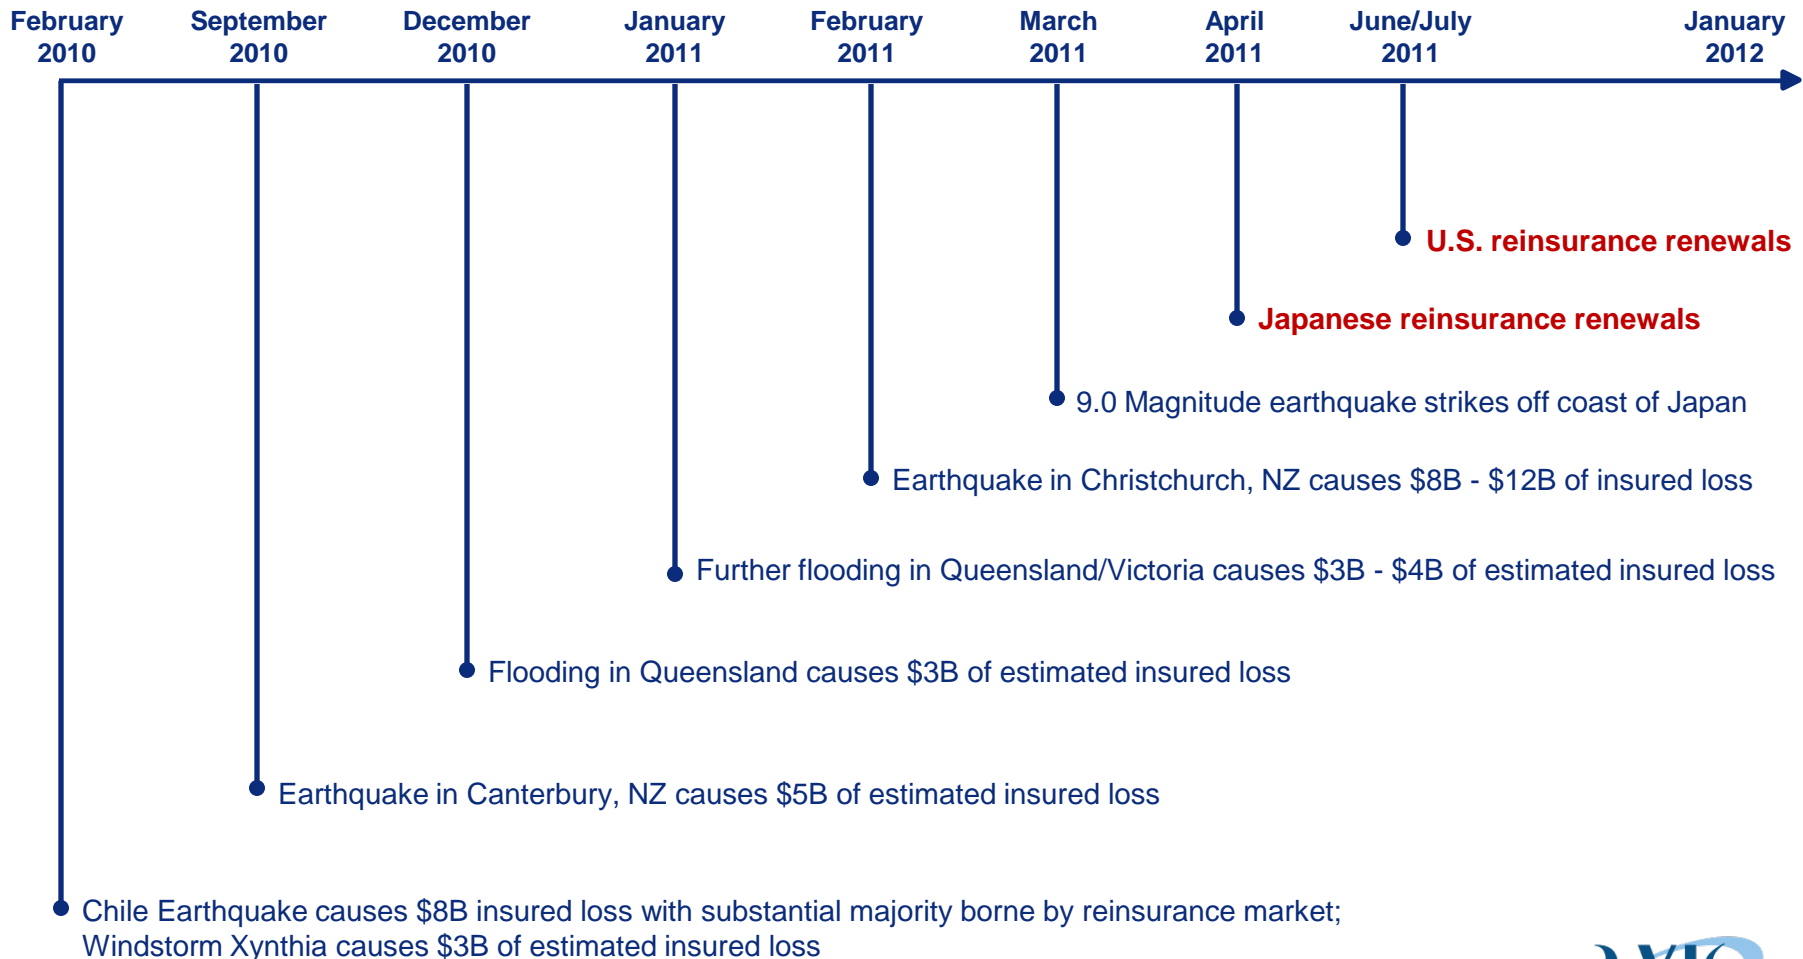 February September December January February March April June/July January
2010 2010 2010 2011 2011 2011 2011 2011 2012
U.S. reinsurance renewals
Japanese reinsurance renewals
9.0 Magnitude earthquake strikes off coast of Japan
Earthquake in Christchurch, NZ causes $8B - $12B of insured loss
Further flooding in Queensland/Victoria causes $3B - $4B of estimated insured loss
Flooding in Queensland causes $3B of estimated insured loss
Earthquake in Canterbury, NZ causes $5B of estimated insured loss
Chile Earthquake causes $8B insured loss with substantial majority borne by reinsurance market;
Windstorm Xynthia causes $3B of estimated insured loss